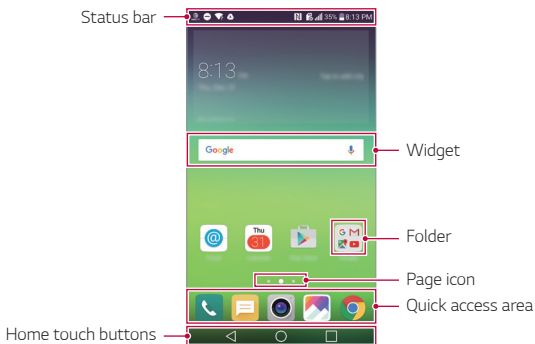 Status bar
35% 8:13 PM
8:13 PM
Google
Widget
Thu
31
G M
Folder
Page icon
Quick access area
Home touch buttons